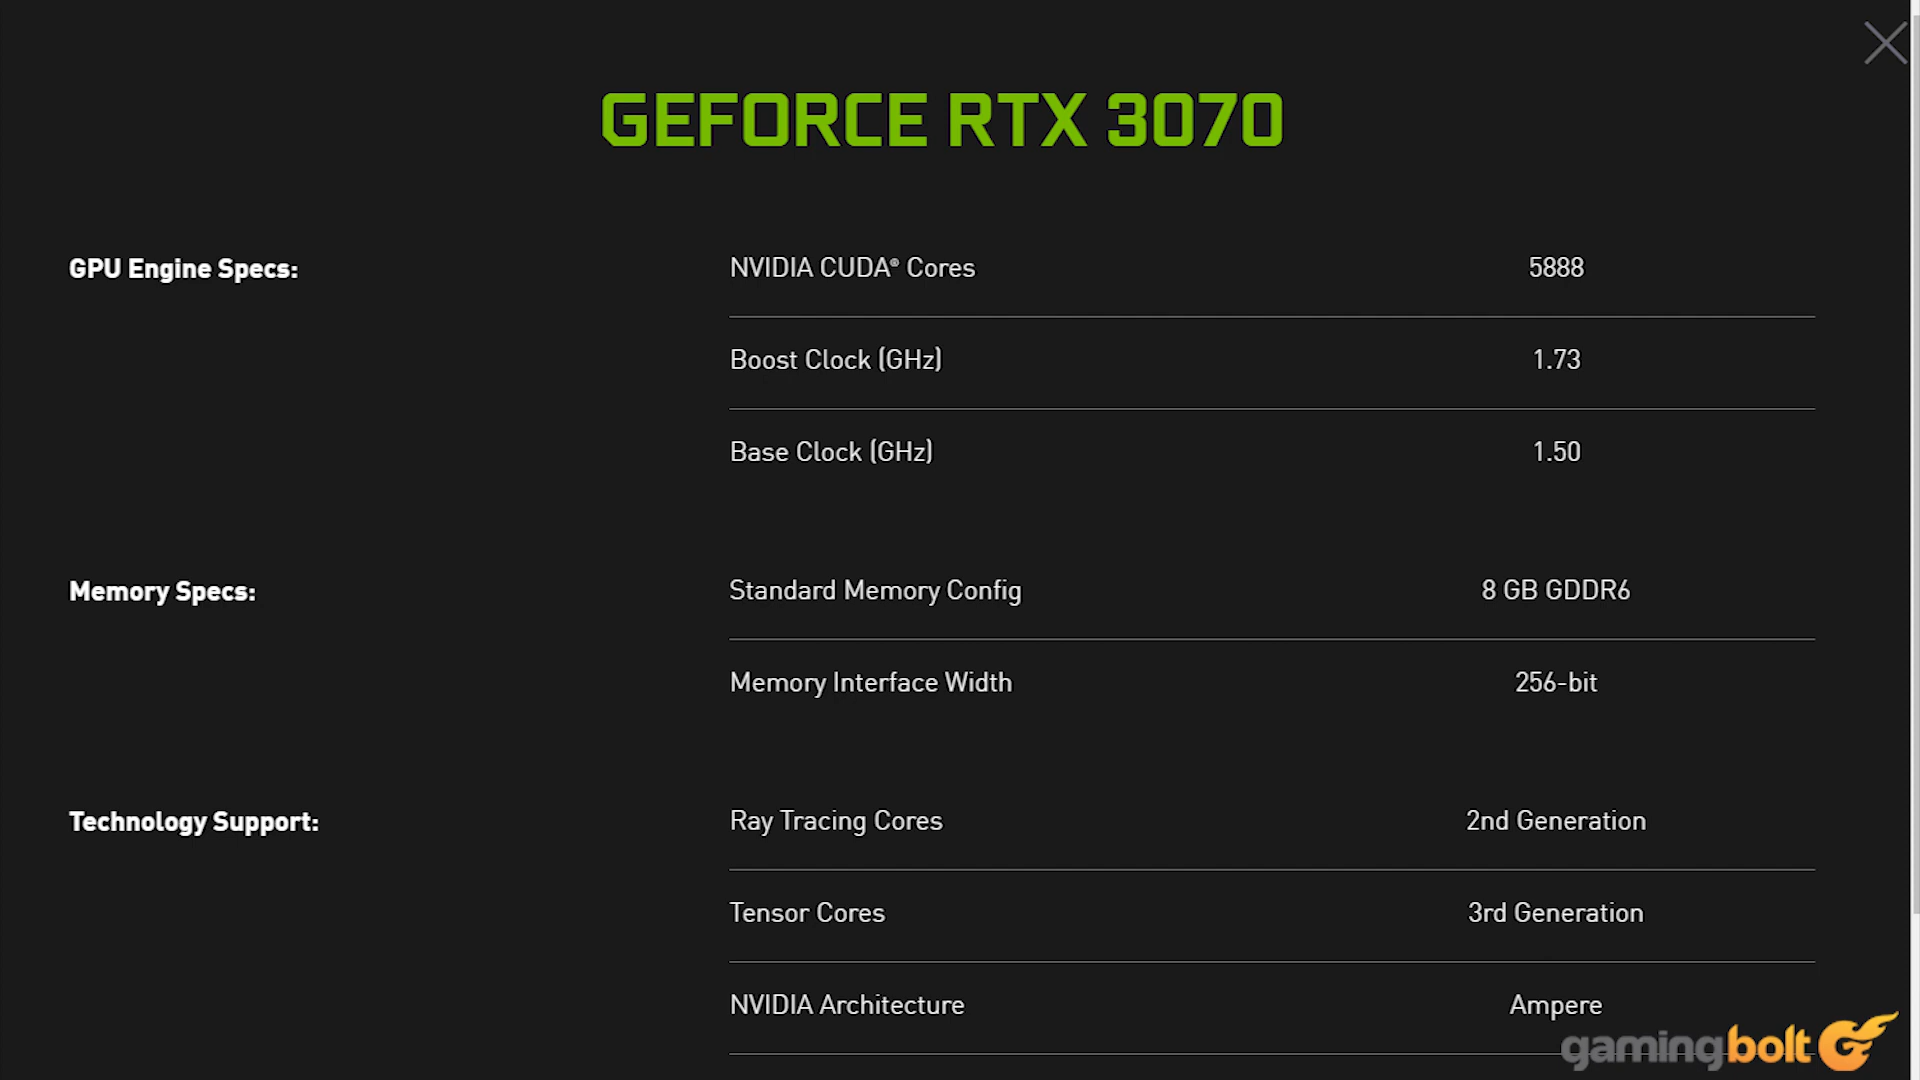 GEFORCE RTX 3070
GPU Engine Specs:
NVIDIA CUDA® Cores 5888
Boost Clock (GHz) 1.73
Base Clock (GHz) 1.50
Memory Specs:
Standard Memory Config 8 GB GDDR6
Memory Interface Width 256-bit
Technology Support:
Ray Tracing Cores 2nd Generation
Tensor Cores 3rd Generation
NVIDIA Architecture Ampere
gamingbolt